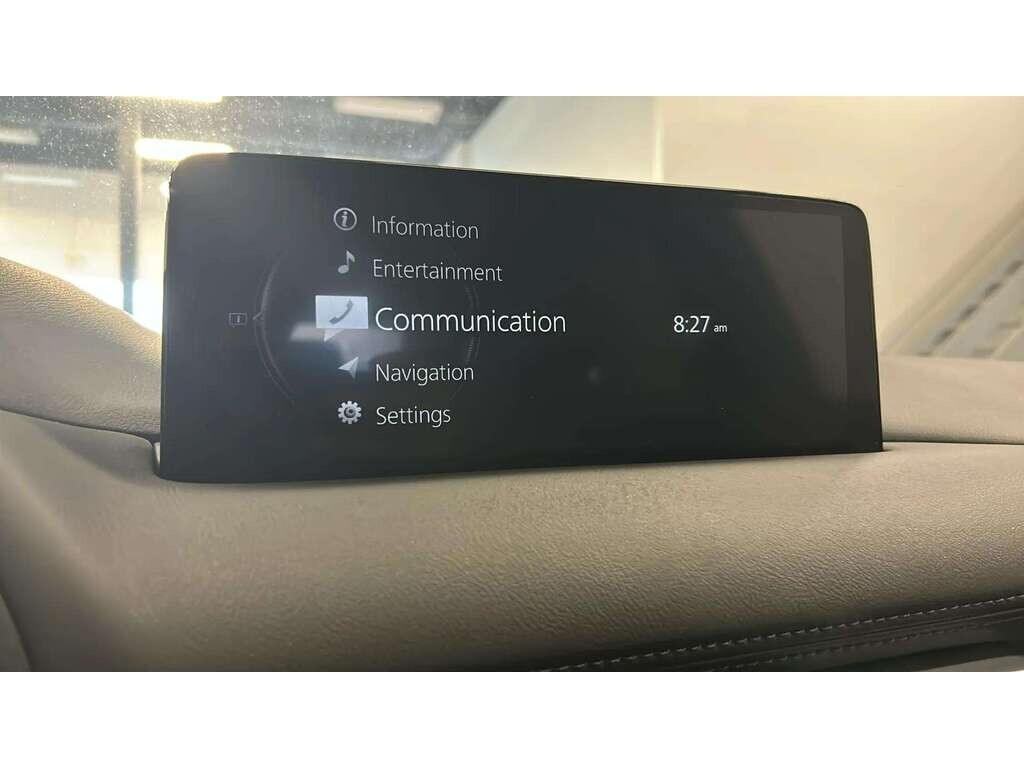 Information
Entertainment
Communication
8:27 am
Navigation
Settings